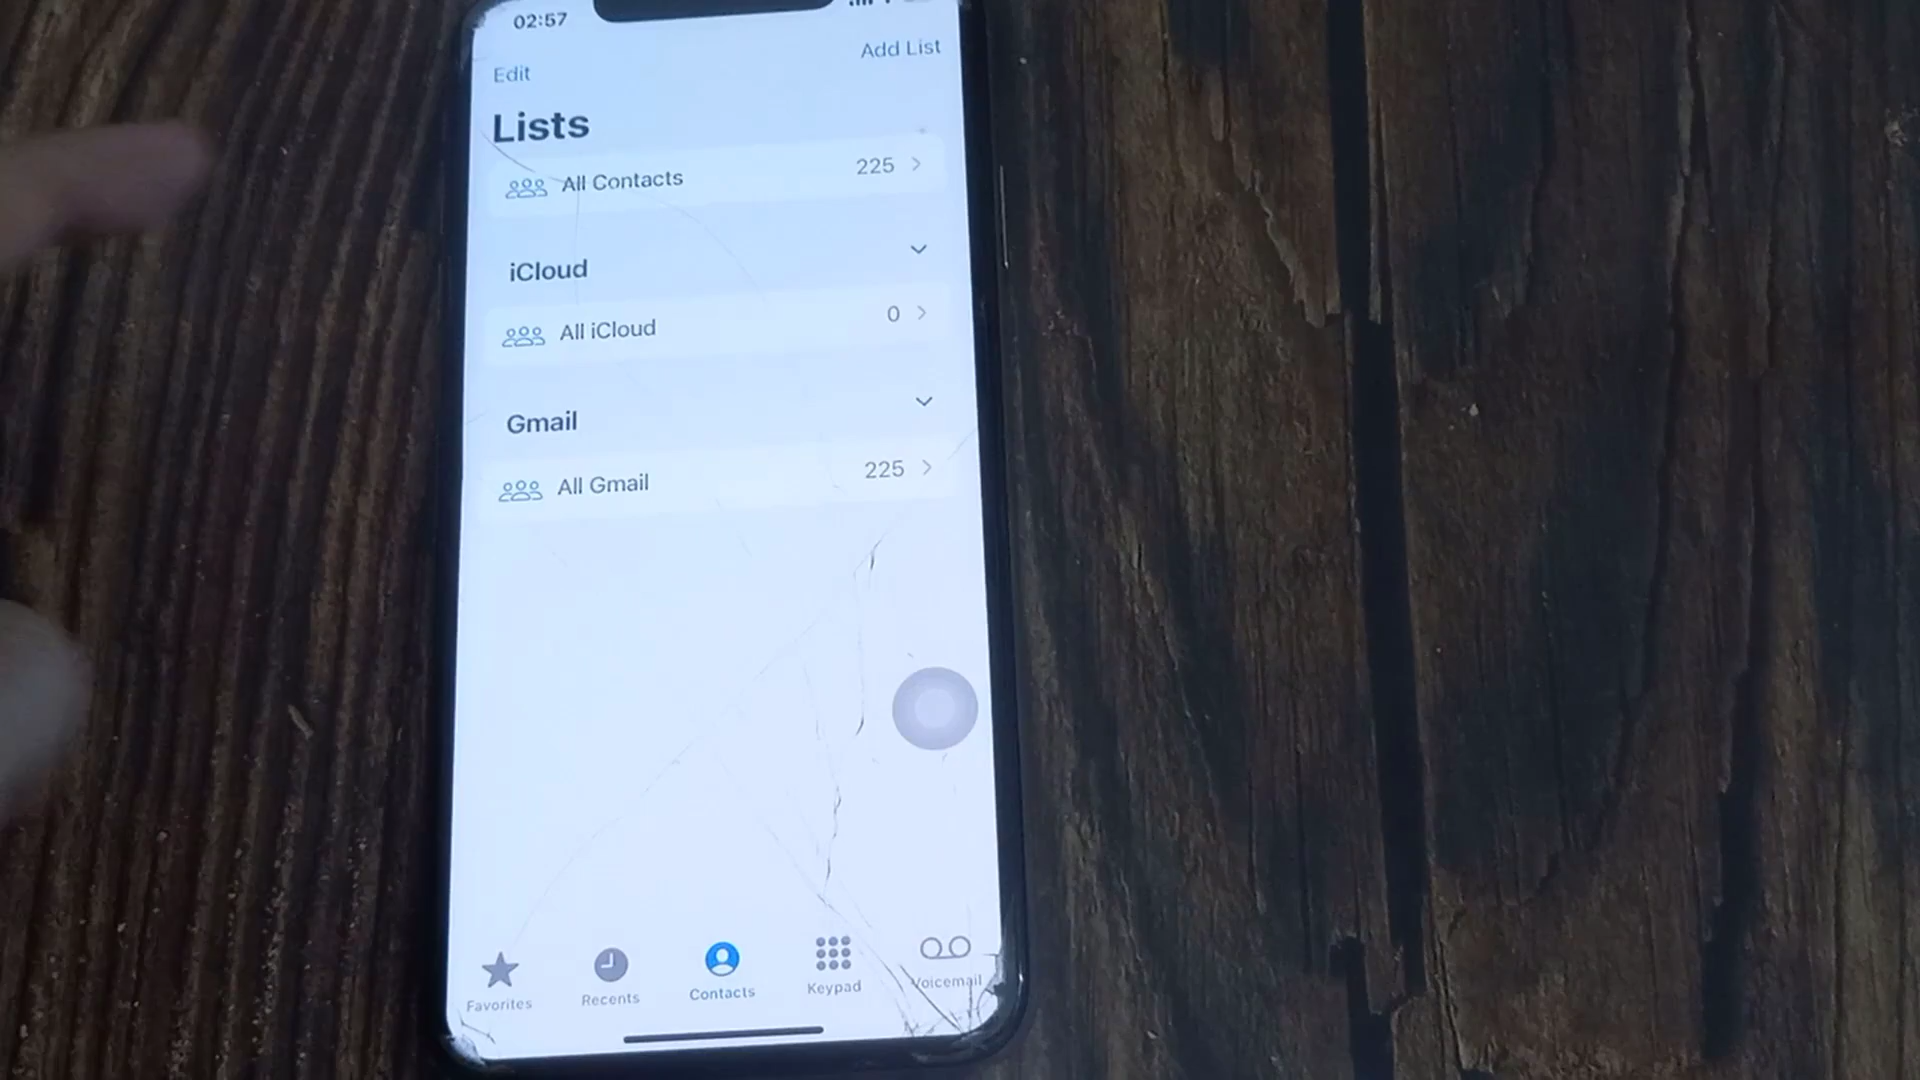 02:57
Edit
Add List
Lists
All Contacts
225
iCloud
All iCloud
0
Gmail
All Gmail
225
Favorites
Recents
Contacts
Keypad
Voicemail